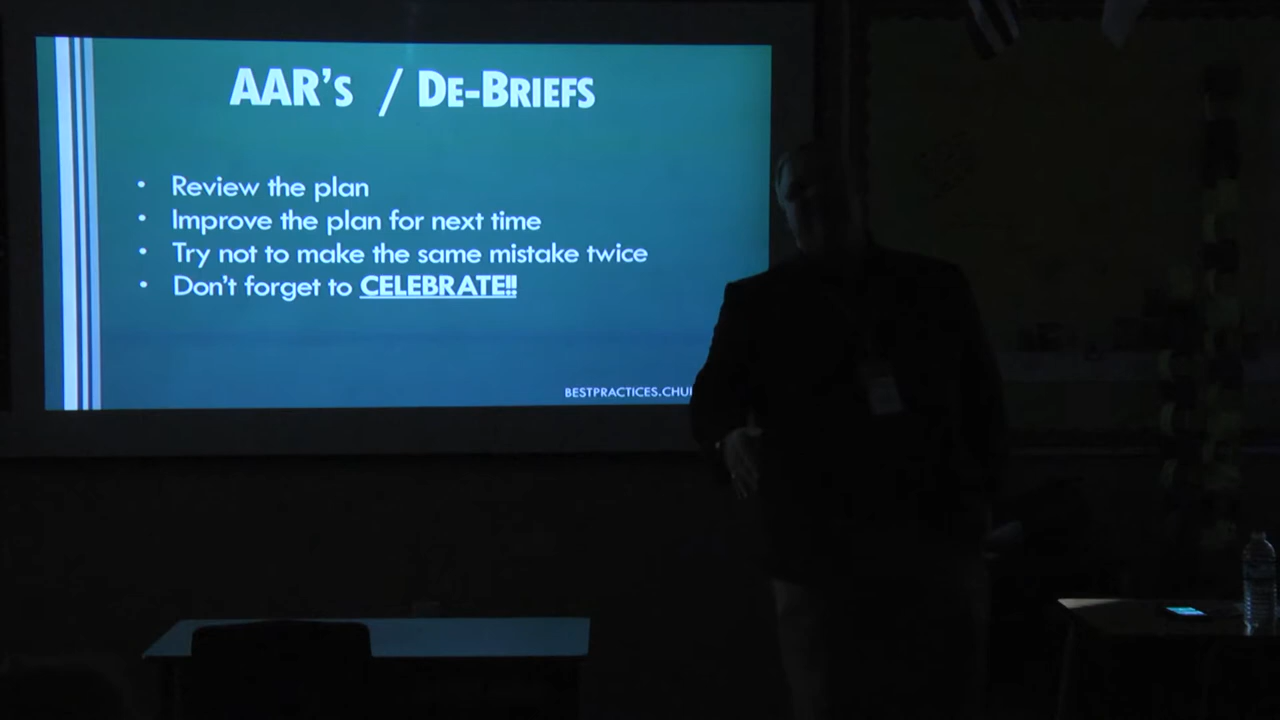 AAR's / De-Briefs
• Review the plan
• Improve the plan for next time
• Try not to make the same mistake twice
• Don't forget to CELEBRATE!!